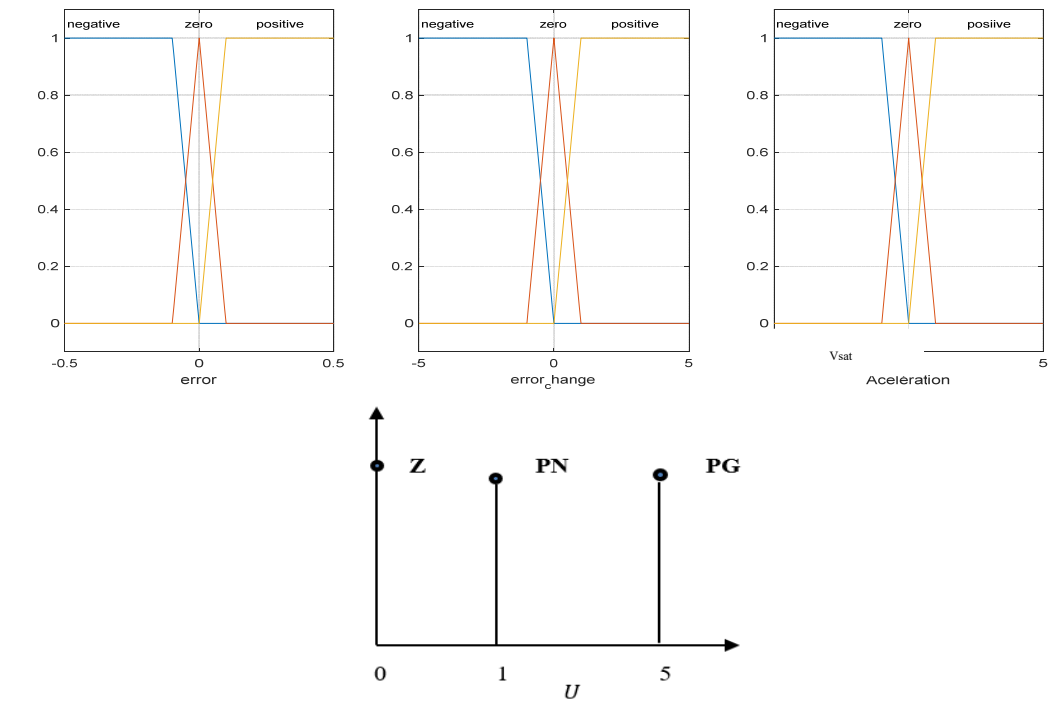 negative zero positive
1
0.8
0.6
0.4
0.2
0
-0.5 0 0.5
error
negative zero positive
1
0.8
0.6
0.4
0.2
0
-5 0 5
error_change
negative zero posiive
1
0.8
0.6
0.4
0.2
0
Vsat
5
Aceleration
Z PN PG
0 1 5
U